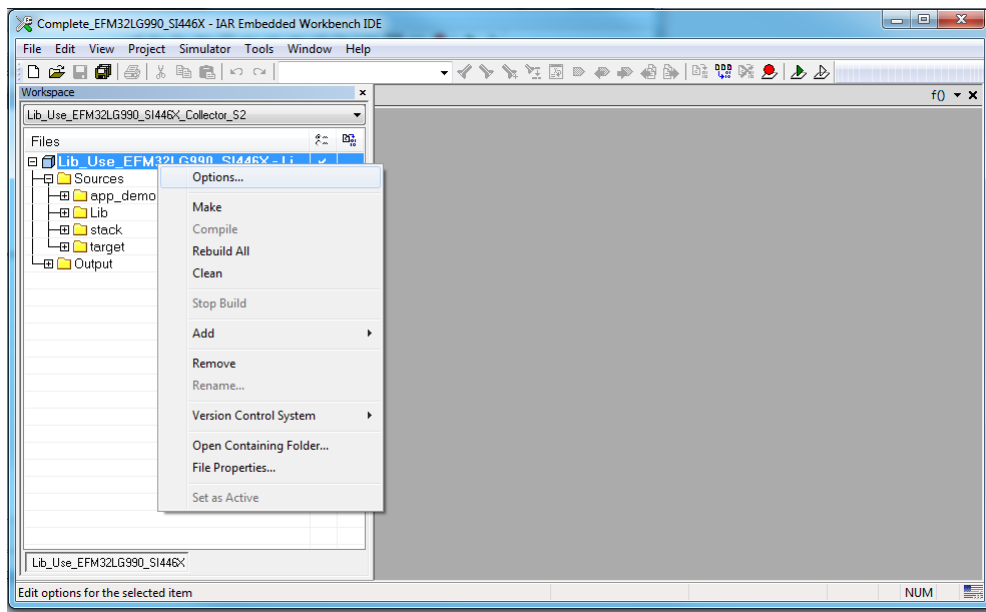 Complete_EFM32LG990_SI446X - IAR Embedded Workbench IDE
File Edit View Project Simulator Tools Window Help
Workspace
f()
Lib_Use_EFM32LG990_SI446X_Collector_S2
Files
Lib_Use_EFM32LG990_SI446X - Li
Sources
app_demo
Lib
stack
target
Output
Options...
Make
Compile
Rebuild All
Clean
Stop Build
Add
Remove
Rename...
Version Control System
Open Containing Folder...
File Properties...
Set as Active
Lib_Use_EFM32LG990_SI446X
Edit options for the selected item
NUM